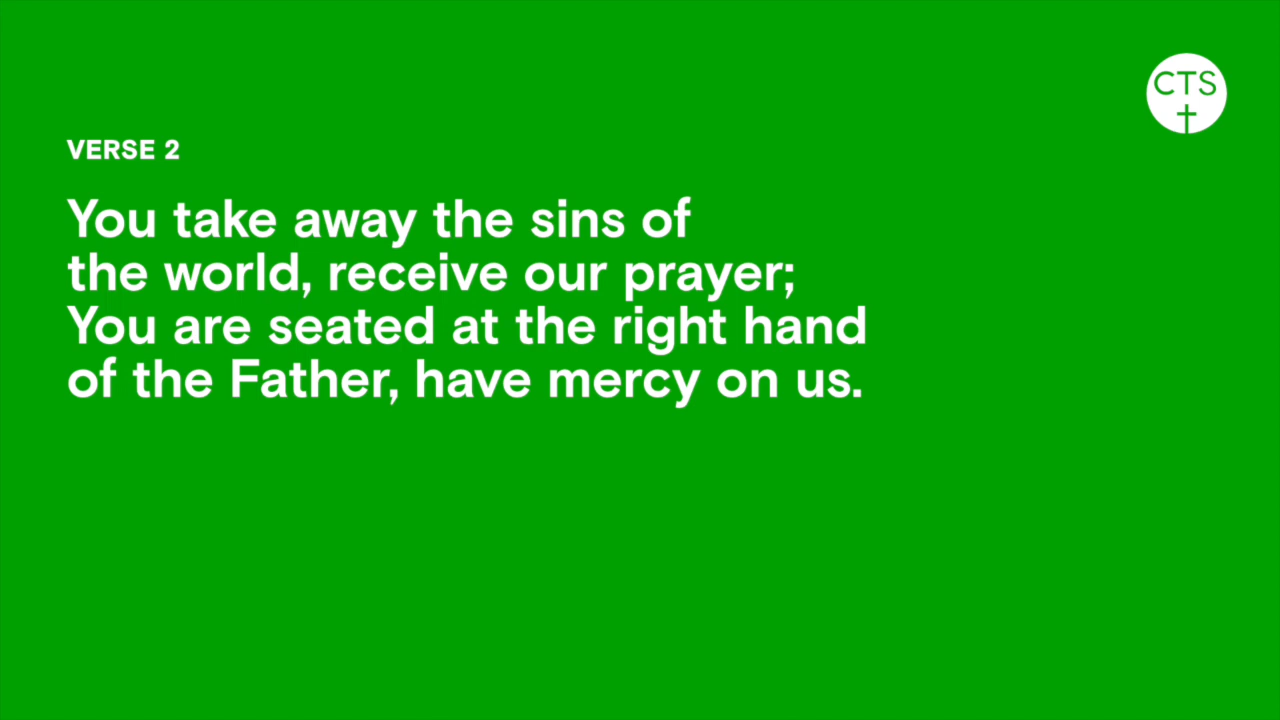 CTS
VERSE 2
You take away the sins of
the world, receive our prayer;
You are seated at the right hand
of the Father, have mercy on us.